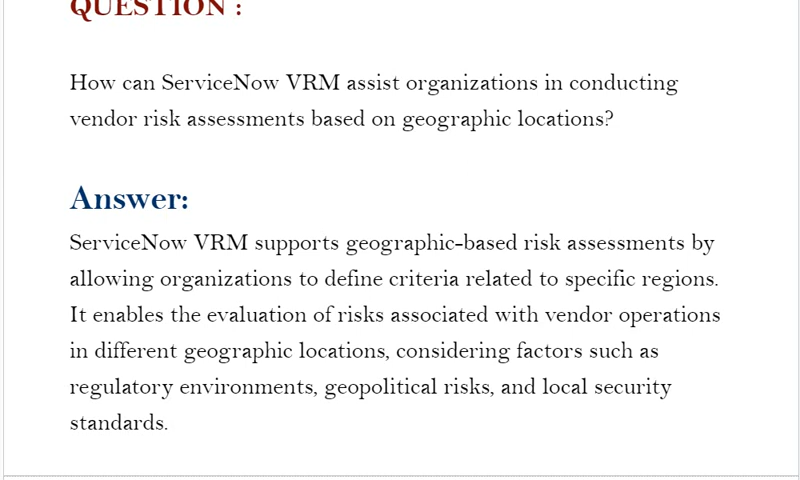 QUESTION :
How can ServiceNow VRM assist organizations in conducting
vendor risk assessments based on geographic locations?
Answer:
ServiceNow VRM supports geographic-based risk assessments by
allowing organizations to define criteria related to specific regions.
It enables the evaluation of risks associated with vendor operations
in different geographic locations, considering factors such as
regulatory environments, geopolitical risks, and local security
standards.